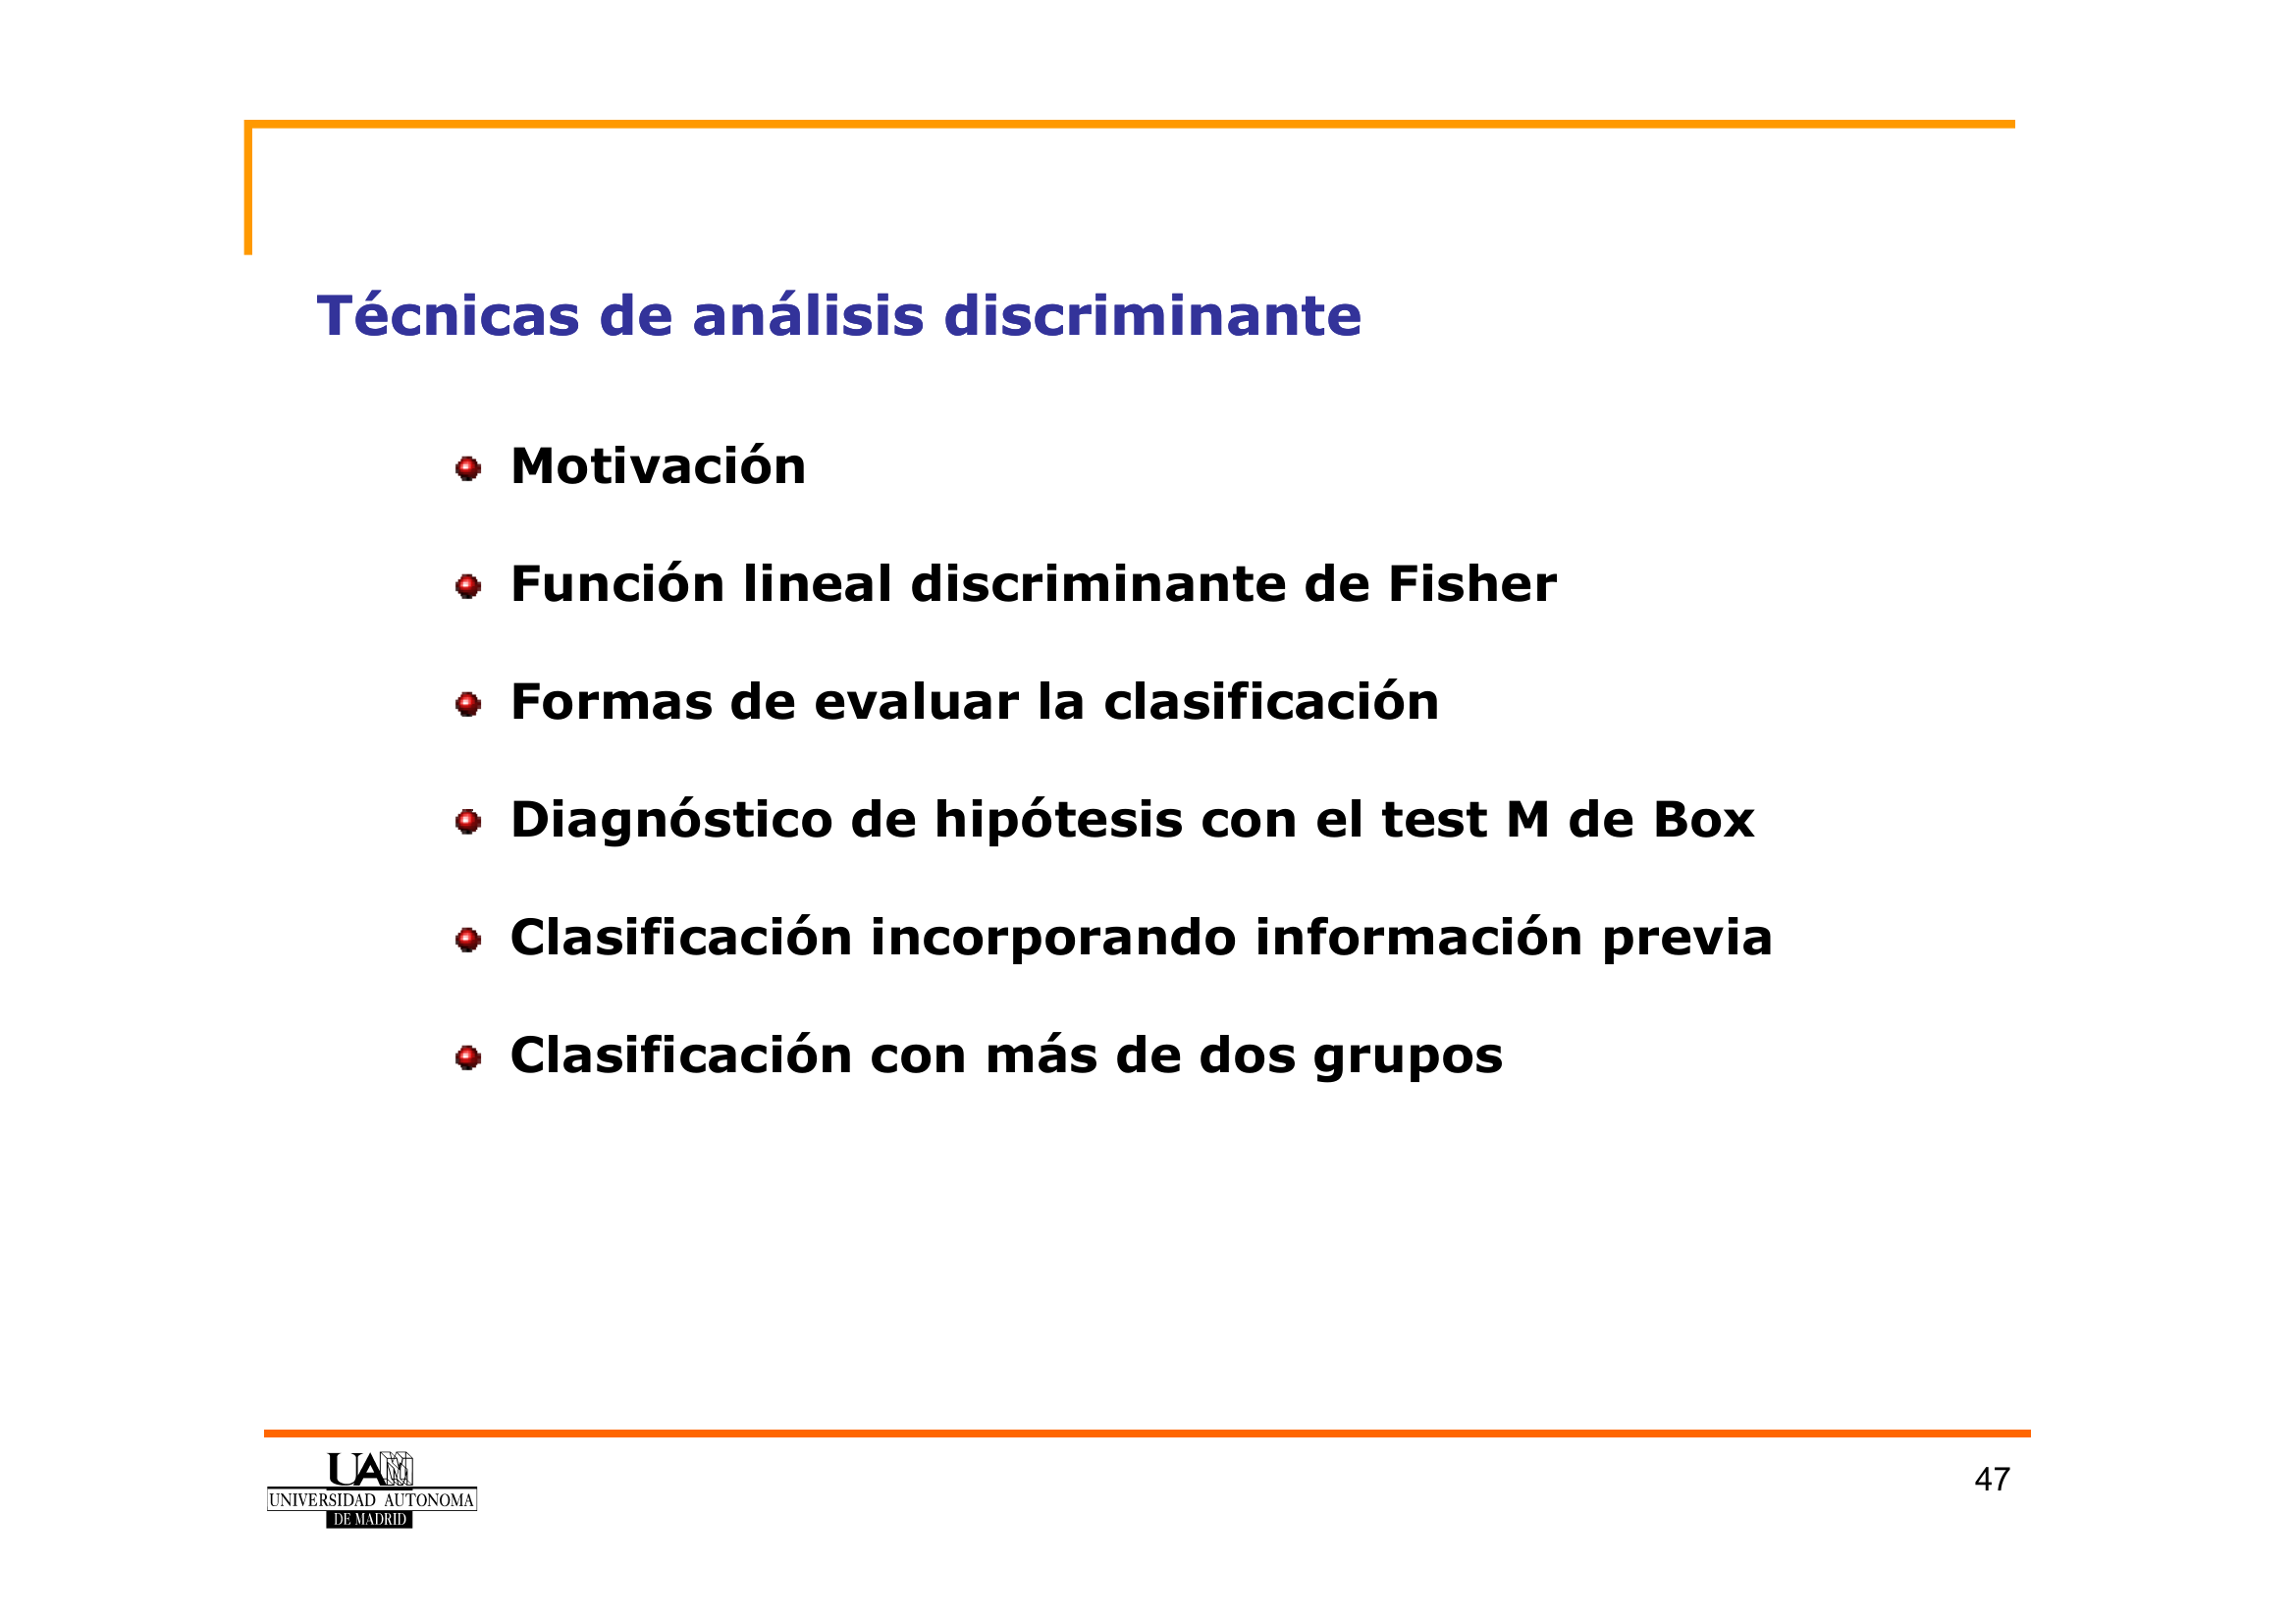 Técnicas de análisis discriminante
Motivación
Función lineal discriminante de Fisher
Formas de evaluar la clasificación
Diagnóstico de hipótesis con el test M de Box
Clasificación incorporando información previa
Clasificación con más de dos grupos
UAM
UNIVERSIDAD AUTONOMA
DE MADRID
47